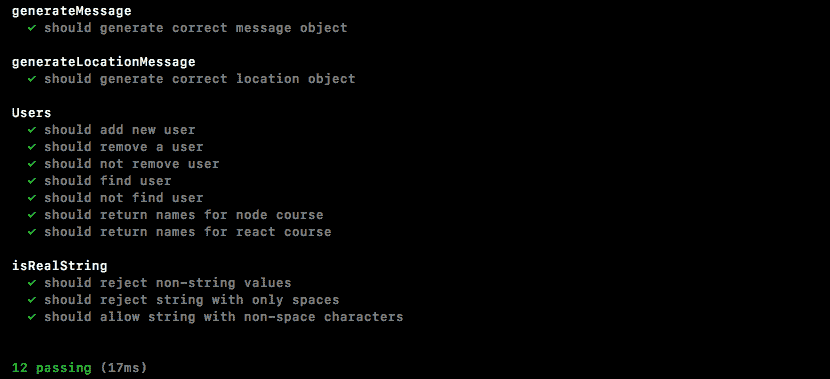 generateMessage
✓ should generate correct message object
generateLocationMessage
✓ should generate correct location object
Users
✓ should add new user
✓ should remove a user
✓ should not remove user
✓ should find user
✓ should not find user
✓ should return names for node course
✓ should return names for react course
isRealString
✓ should reject non-string values
✓ should reject string with only spaces
✓ should allow string with non-space characters
12 passing (17ms)